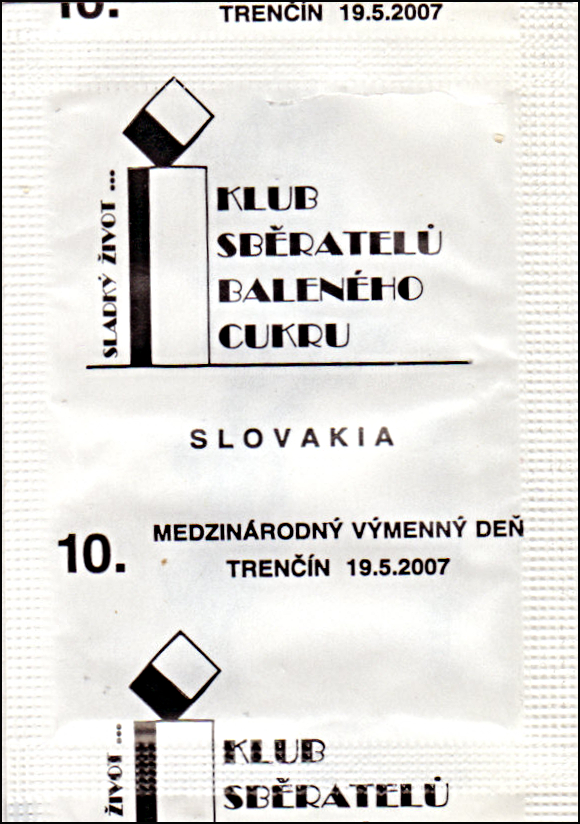 10.
TRENČÍN 19.5.2007
SLADKÝ ŽIVOT ...
KLUB
SBĚRATELŮ
BALENÉHO
CUKRU
SLOVAKIA
10.
MEDZINÁRODNÝ VÝMENNÝ DEŇ
TRENČÍN 19.5.2007
ŽIVOT ...
KLUB
SBĚRATELŮ